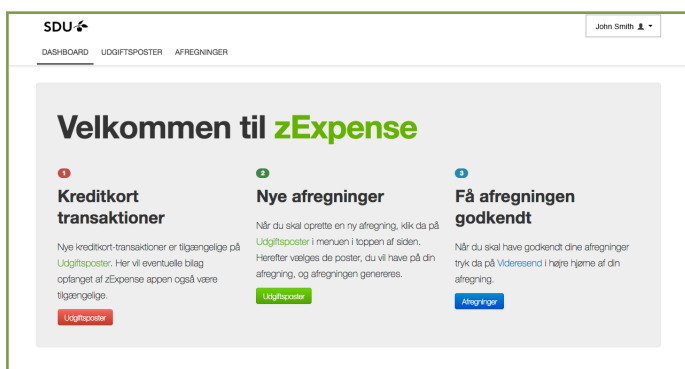 SDU
John Smith
DASHBOARD UDGIFTSPOSTER AFREGNINGER
Velkommen til zExpense
1
Kreditkort
transaktioner
Nye kreditkort-transaktioner er tilgængelige på
Udgiftsposter. Her vil eventuelle bilag
opfanget af zExpense appen også være
tilgængelige.
Udgiftsposter
2
Nye afregninger
Når du skal oprette en ny afregning, klik da på
Udgiftsposter i menuen i toppen af siden.
Herefter vælges de poster, du vil have på din
afregning, og afregningen genereres.
Udgiftsposter
3
Få afregningen
godkendt
Når du skal have godkendt dine afregninger
tryk da på Videresend i højre hjørne af din
afregning.
Afregninger